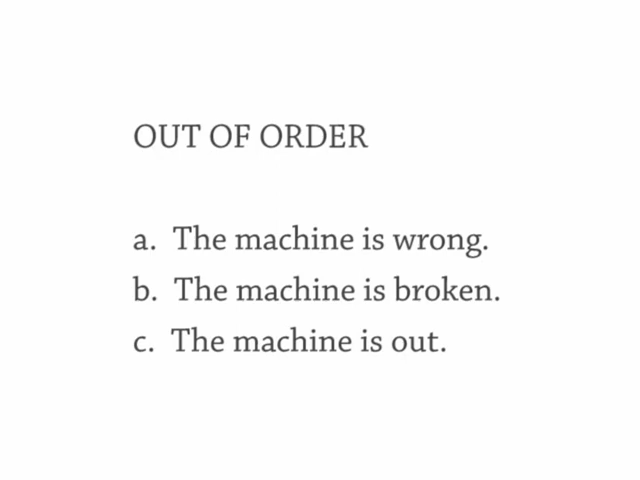 OUT OF ORDER
a. The machine is wrong.
b. The machine is broken.
c. The machine is out.